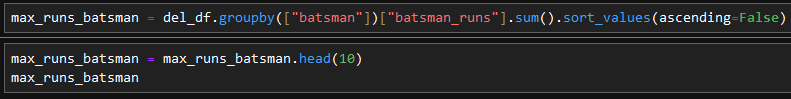 max_runs_batsman = del_df.groupby(["batsman"])["batsman_runs"].sum().sort_values(ascending=False)
max_runs_batsman = max_runs_batsman.head(10)
max_runs_batsman